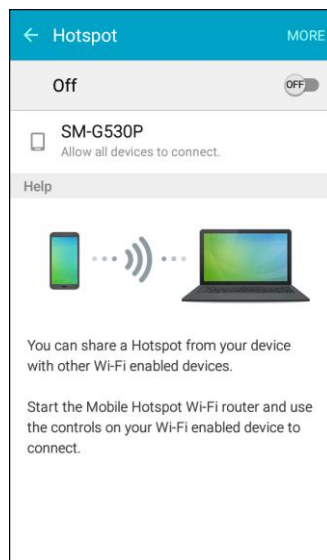 Hotspot MORE
Off OFF
SM-G530P
Allow all devices to connect.
Help
You can share a Hotspot from your device
with other Wi-Fi enabled devices.
Start the Mobile Hotspot Wi-Fi router and use
the controls on your Wi-Fi enabled device to
connect.